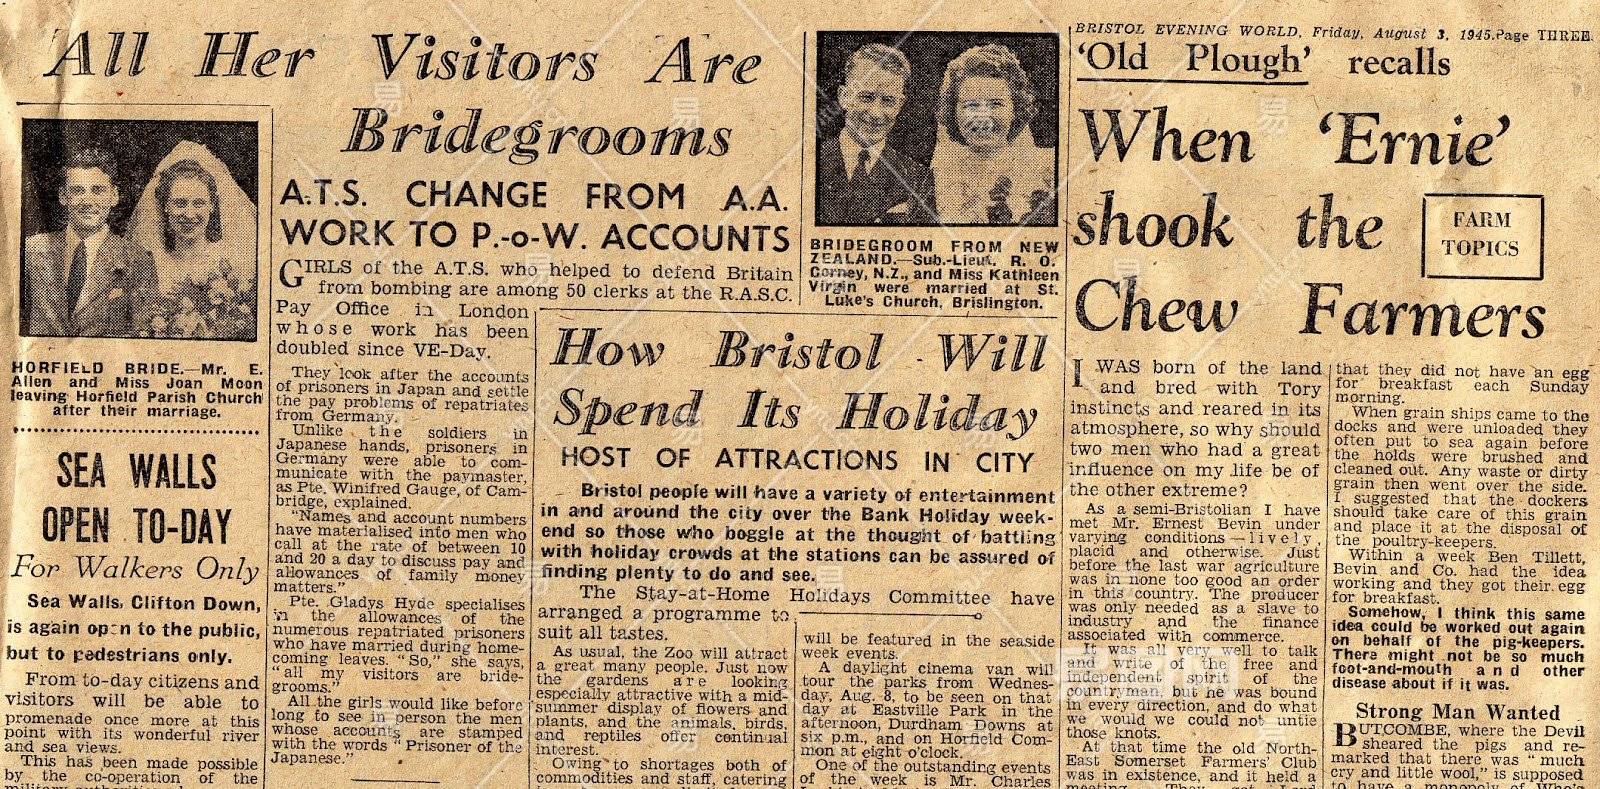 BRISTOL EVENING WORLD, Friday, August 3, 1945. Page THREE
All Her Visitors Are
Bridegrooms
A.T.S. CHANGE FROM A.A.
WORK TO P.-o-W. ACCOUNTS
GIRLS of the A.T.S. who helped to defend Britain
from bombing are among 50 clerks at the R.A.S.C.
Pay Office in London
whose work has been
doubled since VE-Day.
They look after the accounts
of prisoners in Japan and settle
the pay problems of repatriates
from Germany.
Unlike the soldiers in
Japanese hands, prisoners in
Germany were able to com-
municate with the paymaster,
as Pte. Winifred Gauge, of Cam-
bridge, explained.
"Names and account numbers
have materialised into men who
call at the rate of between 10
and 20 a day to discuss pay and
allowances of family money
matters."
Pte. Gladys Hyde specialises
in the allowances of the
numerous repatriated prisoners
who have married during home-
coming leaves. "So," she says,
"all my visitors are bride-
grooms."
All the girls would like before
long to see in person the men
whose accounts are stamped
with the words "Prisoner of the
Japanese."
HORFIELD BRIDE.—Mr. E.
Allen and Miss Joan Moon
leaving Horfield Parish Church
after their marriage.
SEA WALLS
OPEN TO-DAY
For Walkers Only
Sea Walls, Clifton Down,
is again open to the public,
but to pedestrians only.
From to-day citizens and
visitors will be able to
promenade once more at this
point with its wonderful river
and sea views.
This has been made possible
by the co-operation of the
military
BRIDEGROOM FROM NEW
ZEALAND.—Sub.-Lieut. R. O.
Corney, N.Z., and Miss Kathleen
Virgin were married at St.
Luke's Church, Brislington.
How Bristol Will
Spend Its Holiday
HOST OF ATTRACTIONS IN CITY
Bristol people will have a variety of entertainment
in and around the city over the Bank Holiday week-
end so those who boggle at the thought of battling
with holiday crowds at the stations can be assured of
finding plenty to do and see.
The Stay-at-Home Holidays Committee have
arranged a programme to
suit all tastes.
As usual, the Zoo will attract
a great many people. Just now
the gardens are looking
especially attractive with a mid-
summer display of flowers and
plants, and the animals, birds,
and reptiles offer continual
interest.
Owing to shortages both of
commodities and staff, catering
will be featured in the seaside
week events.
A daylight cinema van will
tour the parks from Wednes-
day, Aug. 8, to be seen on that
day at Eastville Park in the
afternoon, Durdham Downs at
six p.m., and on Horfield Com-
mon at eight o'clock.
One of the outstanding events
of the week is Mr. Charles
'Old Plough' recalls
When 'Ernie'
shook the
Chew Farmers
FARM
TOPICS
I WAS born of the land
and bred with Tory
instincts and reared in its
atmosphere, so why should
two men who had a great
influence on my life be of
the other extreme?
As a semi-Bristolian I have
met Mr. Ernest Bevin under
varying conditions—lively,
placid and otherwise. Just
before the last war agriculture
was in none too good an order
in this country. The producer
was only needed as a slave to
industry and the finance
associated with commerce.
It was all very well to talk
and write of the free and
independent spirit of the
countryman, but he was bound
in every direction, and do what
we would we could not untie
those knots.
At that time the old North-
East Somerset Farmers' Club
was in existence, and it held a
meeting. They got Lord
that they did not have an egg
for breakfast each Sunday
morning.
When grain ships came to the
docks and were unloaded they
often put to sea again before
the holds were brushed and
cleaned out. Any waste or dirty
grain then went over the side.
I suggested that the dockers
should take care of this grain
and place it at the disposal of
the poultry-keepers.
Within a week Ben Tillett,
Bevin and Co. had the idea
working and they got their egg
for breakfast.
Somehow, I think this same
idea could be worked out again
on behalf of the pig-keepers.
There might not be so much
foot-and-mouth and other
disease about if it was.
Strong Man Wanted
BUTCOMBE, where the Devil
sheared the pigs and re-
marked that there was "much
cry and little wool," is supposed
to have a monopoly of Who's